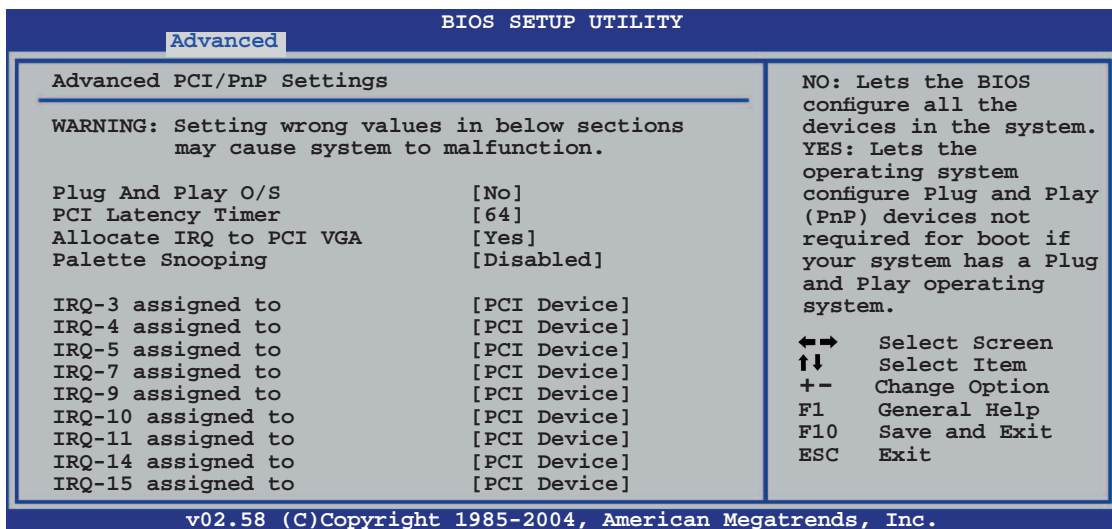 BIOS SETUP UTILITY
Advanced
Advanced PCI/PnP Settings
WARNING: Setting wrong values in below sections
may cause system to malfunction.
Plug And Play O/S [No]
PCI Latency Timer [64]
Allocate IRQ to PCI VGA [Yes]
Palette Snooping [Disabled]
IRQ-3 assigned to [PCI Device]
IRQ-4 assigned to [PCI Device]
IRQ-5 assigned to [PCI Device]
IRQ-7 assigned to [PCI Device]
IRQ-9 assigned to [PCI Device]
IRQ-10 assigned to [PCI Device]
IRQ-11 assigned to [PCI Device]
IRQ-14 assigned to [PCI Device]
IRQ-15 assigned to [PCI Device]
NO: Lets the BIOS
configure all the
devices in the system.
YES: Lets the
operating system
configure Plug and Play
(PnP) devices not
required for boot if
your system has a Plug
and Play operating
system.
←→ Select Screen
↑↓ Select Item
+- Change Option
F1 General Help
F10 Save and Exit
ESC Exit
v02.58 (C)Copyright 1985-2004, American Megatrends, Inc.